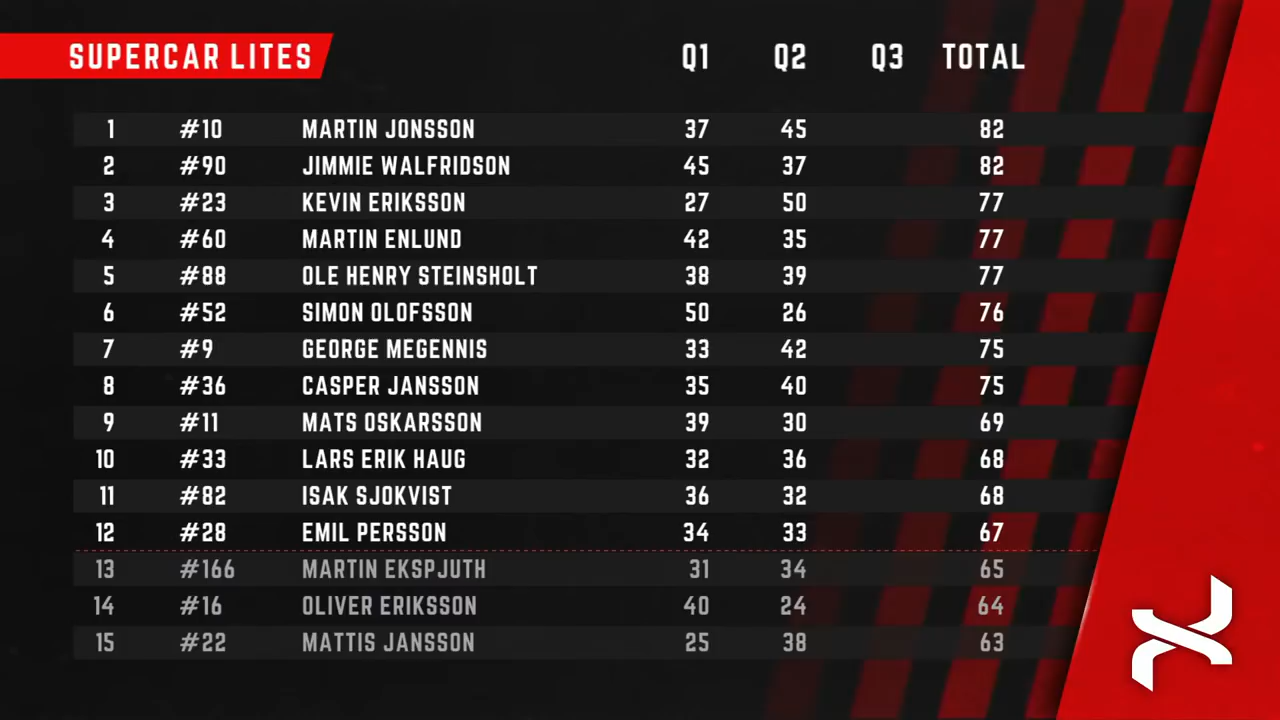 SUPERCAR LITES Q1 Q2 Q3 TOTAL
1 #10 MARTIN JONSSON 37 45 82
2 #90 JIMMIE WALFRIDSON 45 37 82
3 #23 KEVIN ERIKSSON 27 50 77
4 #60 MARTIN ENLUND 42 35 77
5 #88 OLE HENRY STEINSHOLT 38 39 77
6 #52 SIMON OLOFSSON 50 26 76
7 #9 GEORGE MEGENNIS 33 42 75
8 #36 CASPER JANSSON 35 40 75
9 #11 MATS OSKARSSON 39 30 69
10 #33 LARS ERIK HAUG 32 36 68
11 #82 ISAK SJOKVIST 36 32 68
12 #28 EMIL PERSSON 34 33 67
13 #166 MARTIN EKSPJUTH 31 34 65
14 #16 OLIVER ERIKSSON 40 24 64
15 #22 MATTIS JANSSON 25 38 63